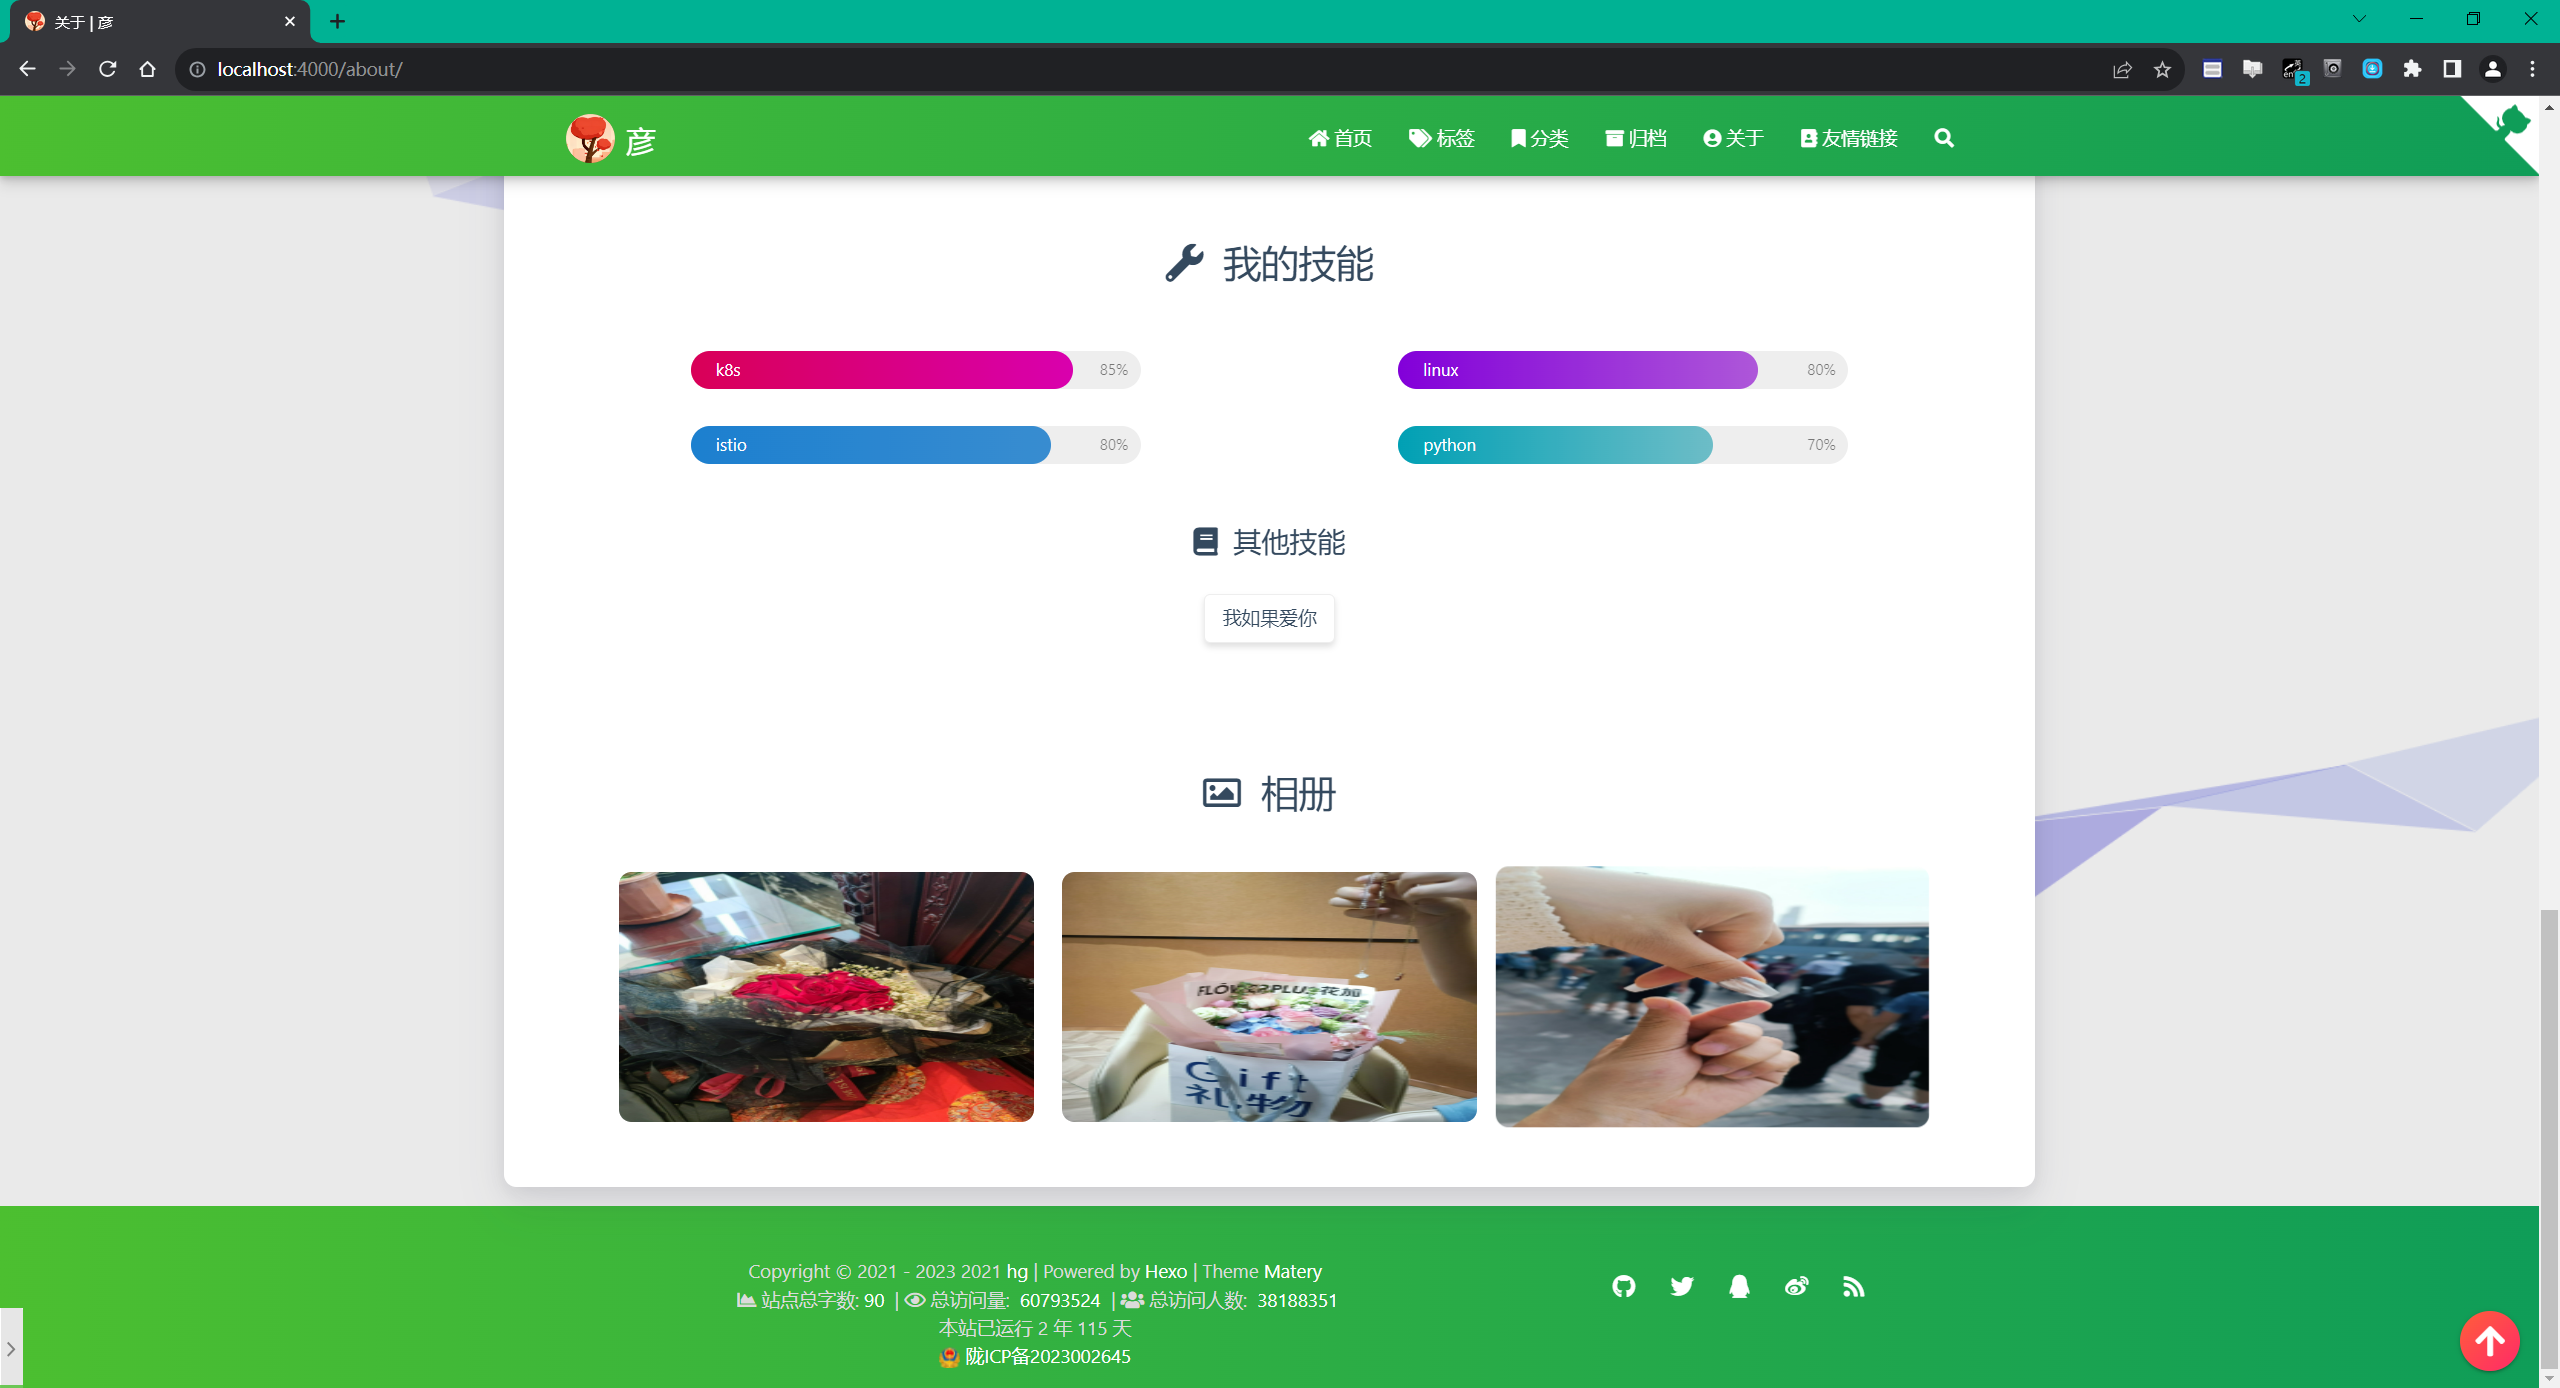 关于 | 彦
localhost:4000/about/
2
彦
首页 标签 分类 归档 关于 友情链接
我的技能
k8s 85%
linux 80%
istio 80%
python 70%
其他技能
我如果爱你
相册
FLOWERPLUS花加
Gift
礼物
Copyright © 2021 - 2023 2021 hg | Powered by Hexo | Theme Matery
站点总字数: 90 | 总访问量: 60793524 | 总访问人数: 38188351
本站已运行 2 年 115 天
陇ICP备2023002645